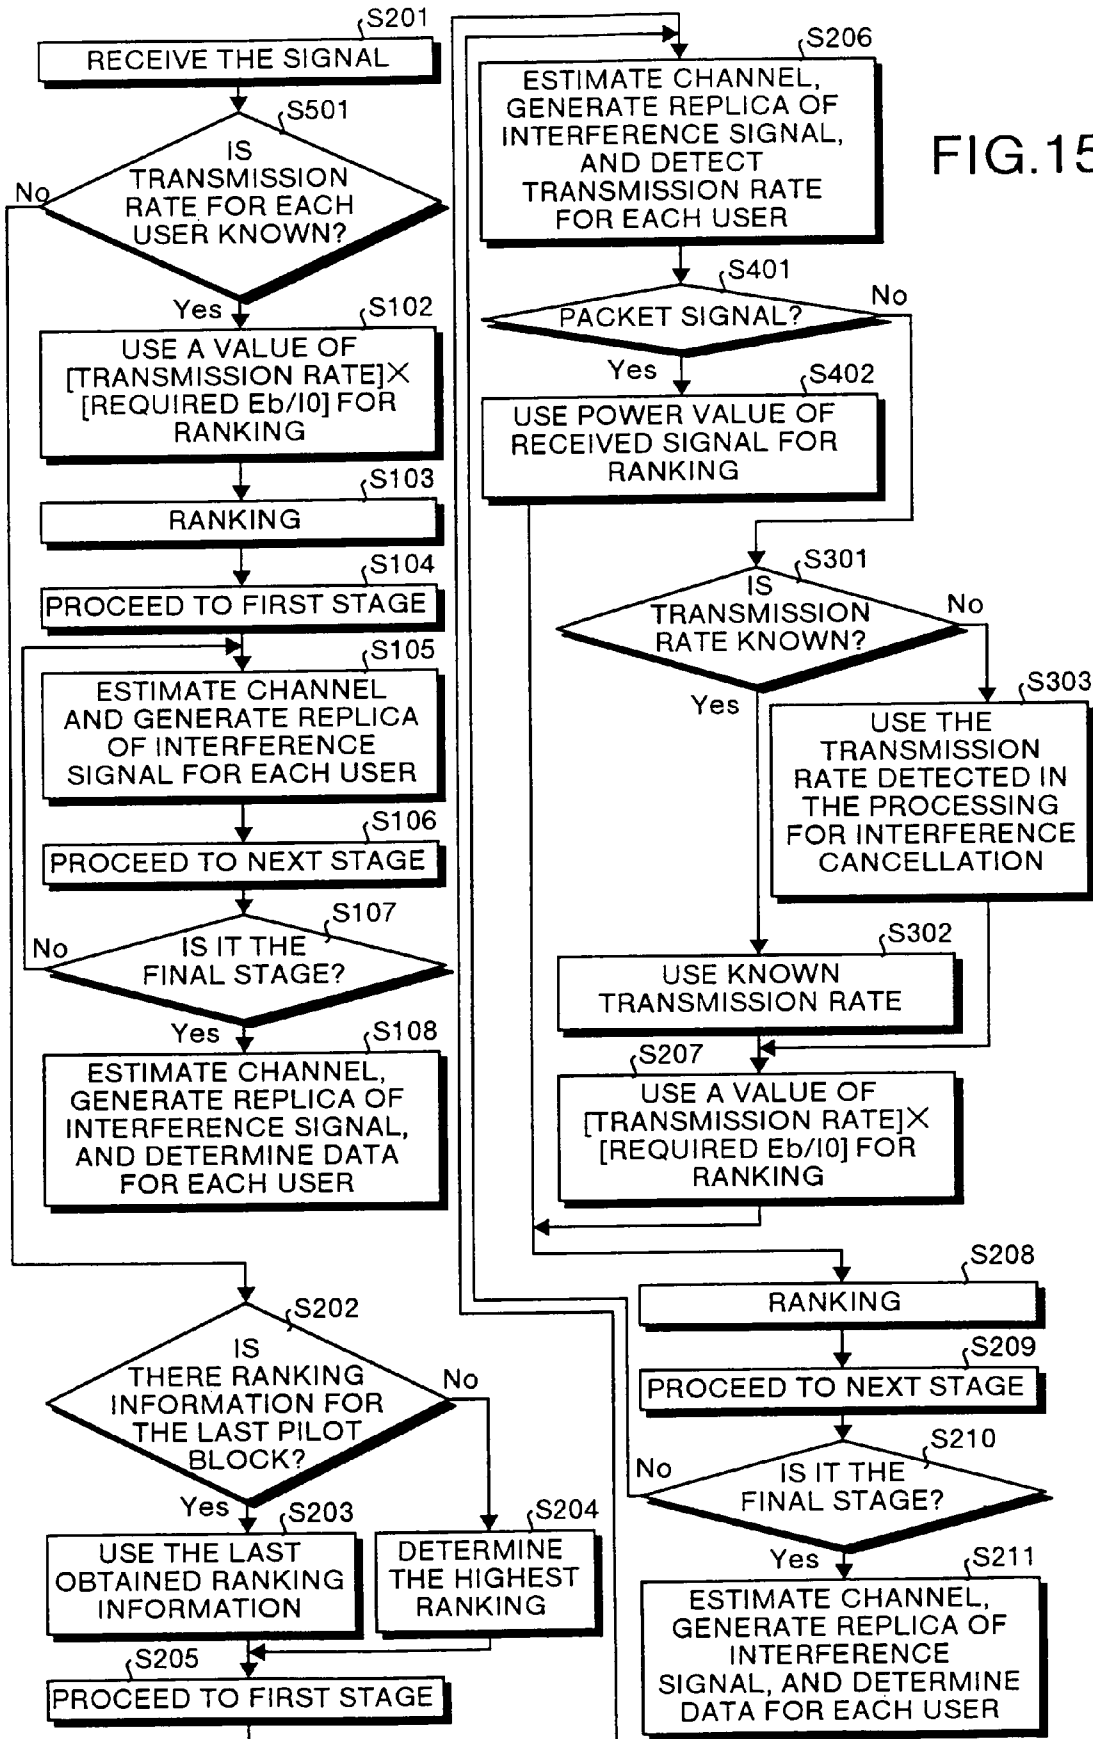 S201
RECEIVE THE SIGNAL
S501
IS
TRANSMISSION
RATE FOR EACH
USER KNOWN?
No
Yes
S102
USE A VALUE OF
[TRANSMISSION RATE]X
[REQUIRED Eb/I0] FOR
RANKING
S103
RANKING
S104
PROCEED TO FIRST STAGE
S105
ESTIMATE CHANNEL
AND GENERATE REPLICA
OF INTERFERENCE
SIGNAL FOR EACH USER
S106
PROCEED TO NEXT STAGE
S107
No
IS IT THE
FINAL STAGE?
Yes
S108
ESTIMATE CHANNEL,
GENERATE REPLICA OF
INTERFERENCE SIGNAL,
AND DETERMINE DATA
FOR EACH USER
S202
IS
THERE RANKING
INFORMATION FOR
THE LAST PILOT
BLOCK?
No
Yes
S203
USE THE LAST
OBTAINED RANKING
INFORMATION
S204
DETERMINE
THE HIGHEST
RANKING
S205
PROCEED TO FIRST STAGE
S206
ESTIMATE CHANNEL,
GENERATE REPLICA OF
INTERFERENCE SIGNAL,
AND DETECT
TRANSMISSION RATE
FOR EACH USER
FIG.15
S401
PACKET SIGNAL?
No
Yes
S402
USE POWER VALUE OF
RECEIVED SIGNAL FOR
RANKING
S301
IS
TRANSMISSION
RATE KNOWN?
No
Yes
S303
USE THE
TRANSMISSION
RATE DETECTED IN
THE PROCESSING
FOR INTERFERENCE
CANCELLATION
S302
USE KNOWN
TRANSMISSION RATE
S207
USE A VALUE OF
[TRANSMISSION RATE]X
[REQUIRED Eb/I0] FOR
RANKING
S208
RANKING
S209
PROCEED TO NEXT STAGE
S210
No
IS IT THE
FINAL STAGE?
Yes
S211
ESTIMATE CHANNEL,
GENERATE REPLICA OF
INTERFERENCE
SIGNAL, AND DETERMINE
DATA FOR EACH USER